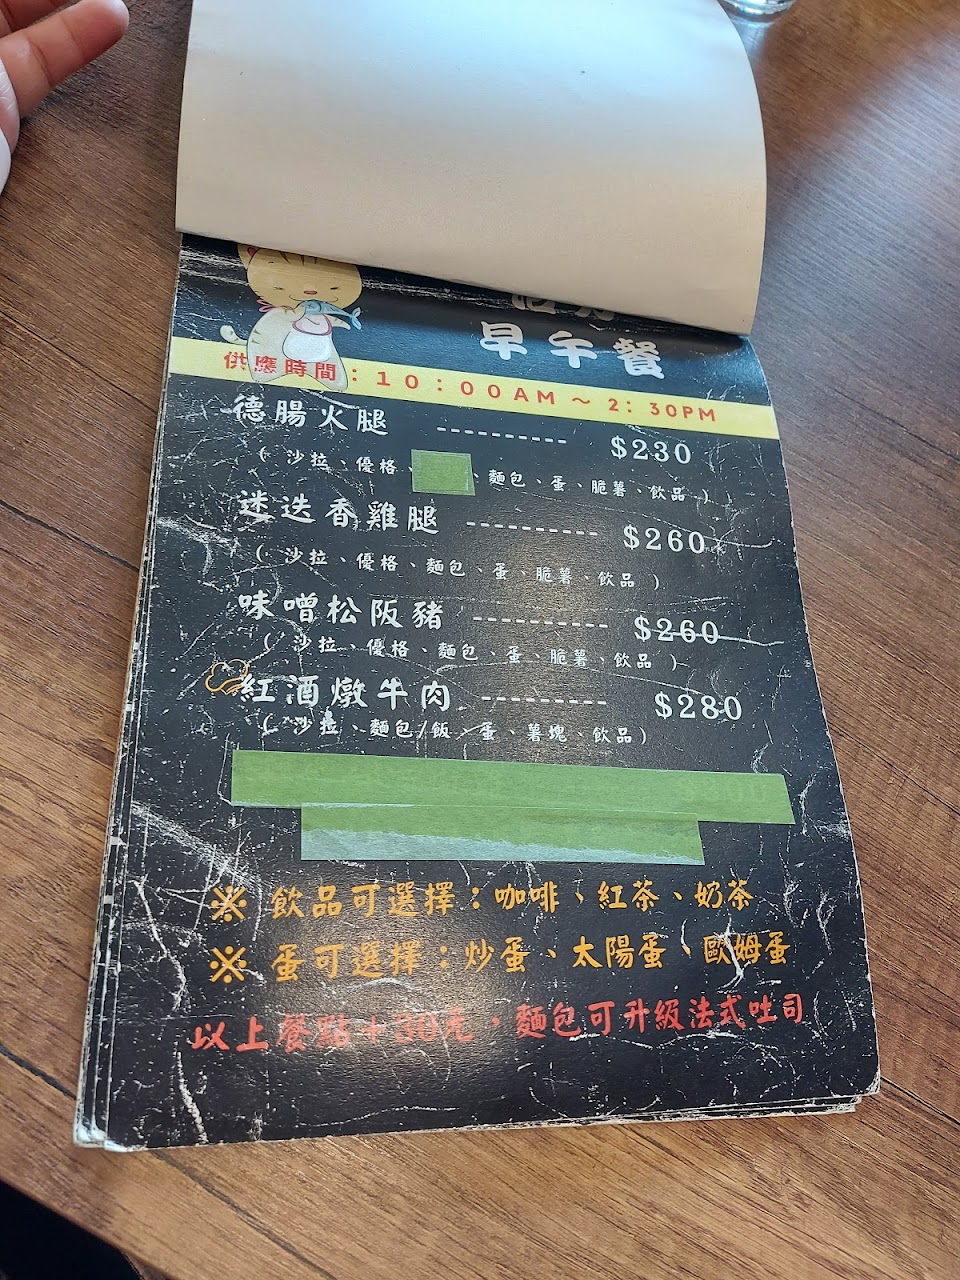 早午餐
供應時間：10：00AM～2：30PM
德腸火腿 ---------- $230
(沙拉、優格、 、麵包、蛋、脆薯、飲品)
迷迭香雞腿 ---------- $260
(沙拉、優格、麵包、蛋、脆薯、飲品)
味噌松阪豬 ---------- $260
(沙拉、優格、麵包、蛋、脆薯、飲品)
紅酒燉牛肉 --------- $280
(沙拉、麵包/飯、蛋、薯塊、飲品)
※ 飲品可選擇：咖啡、紅茶、奶茶
※ 蛋可選擇：炒蛋、太陽蛋、歐姆蛋
以上餐點＋30元，麵包可升級法式吐司